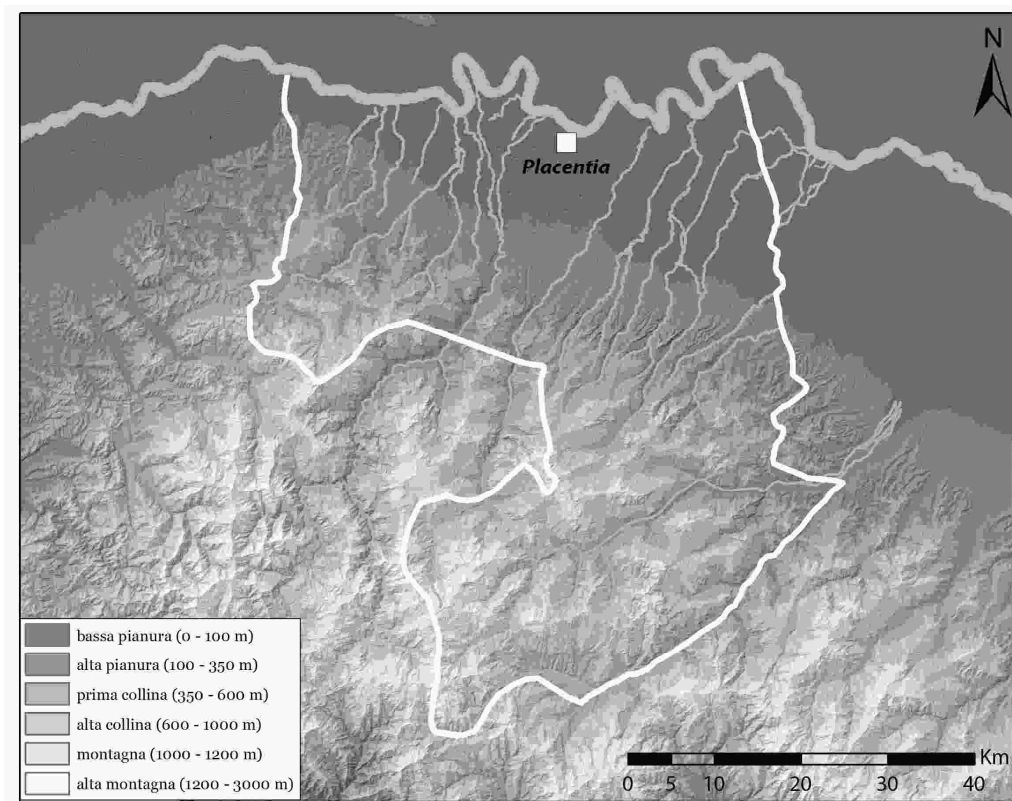 N
Placentia
bassa pianura (0 - 100 m)
alta pianura (100 - 350 m)
prima collina (350 - 600 m)
alta collina (600 - 1000 m)
montagna (1000 - 1200 m)
alta montagna (1200 - 3000 m)
Km
0 5 10 20 30 40